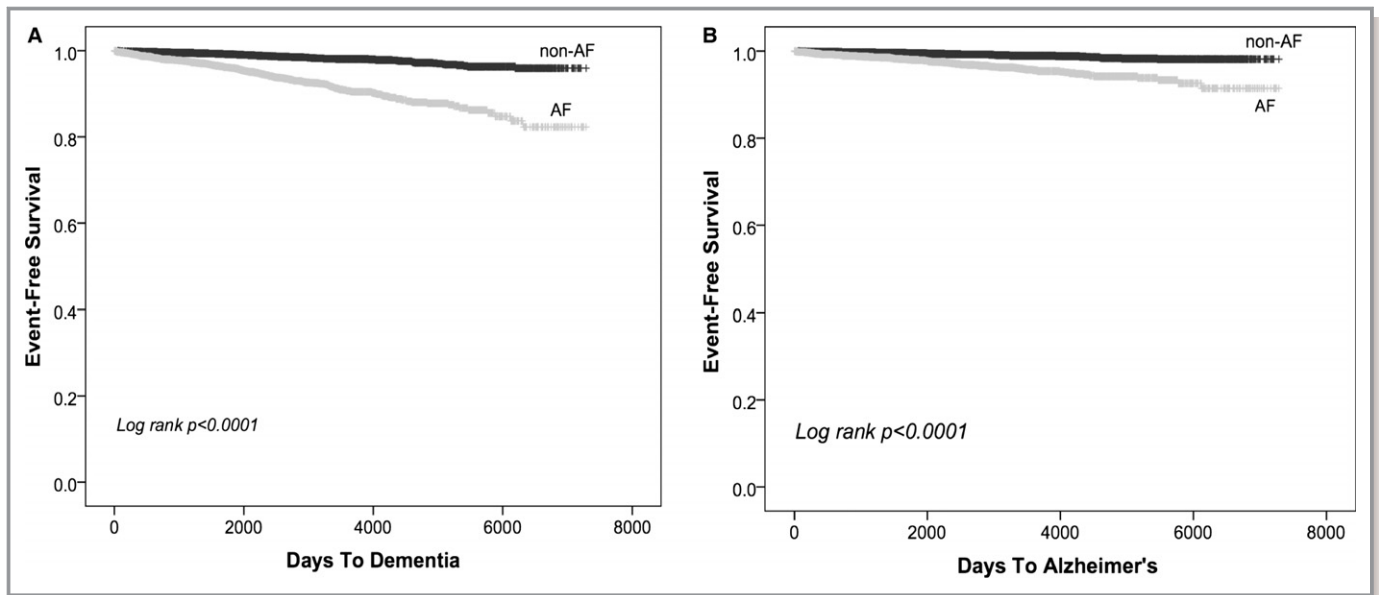 A
1.0
0.8
0.6
0.4
0.2
0.0
Event-Free Survival
non-AF
AF
Log rank p<0.0001
0 2000 4000 6000 8000
Days To Dementia
B
1.0
0.8
0.6
0.4
0.2
0.0
Event-Free Survival
non-AF
AF
Log rank p<0.0001
0 2000 4000 6000 8000
Days To Alzheimer's